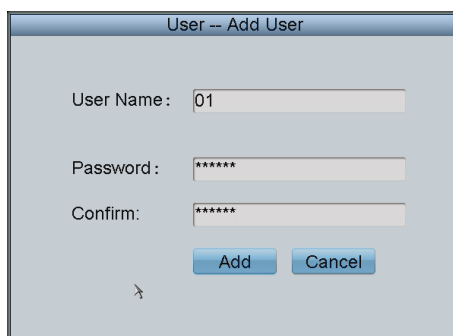 User -- Add User
User Name: 01
Password: ******
Confirm: ******
Add Cancel